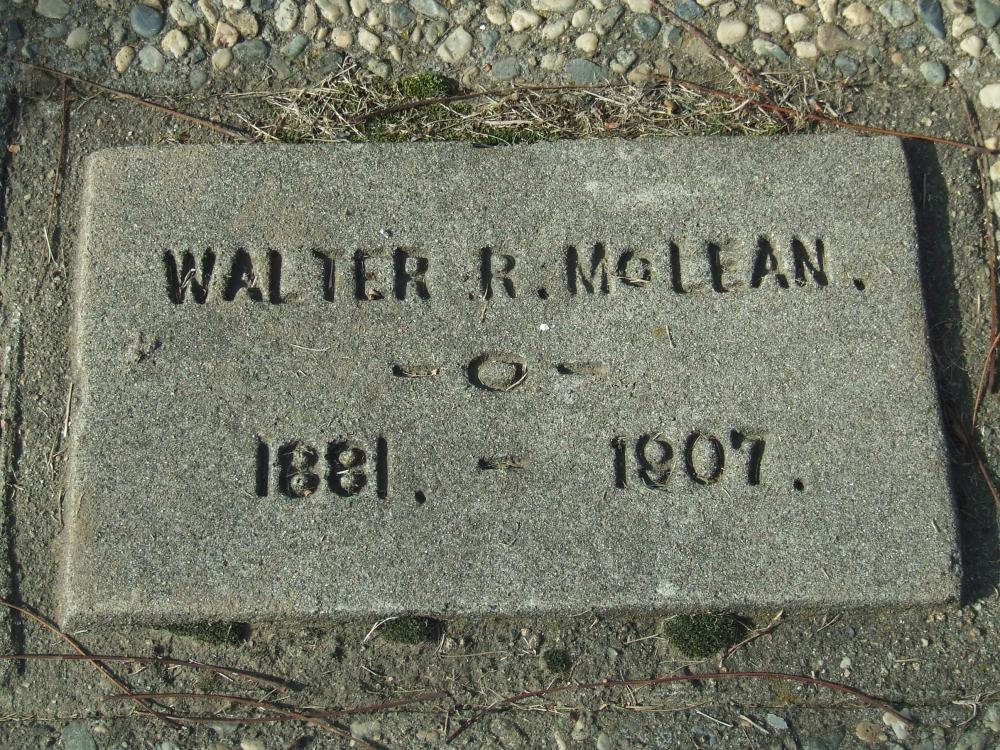 WALTER R. McLEAN.
- O -
1881. - 1907.